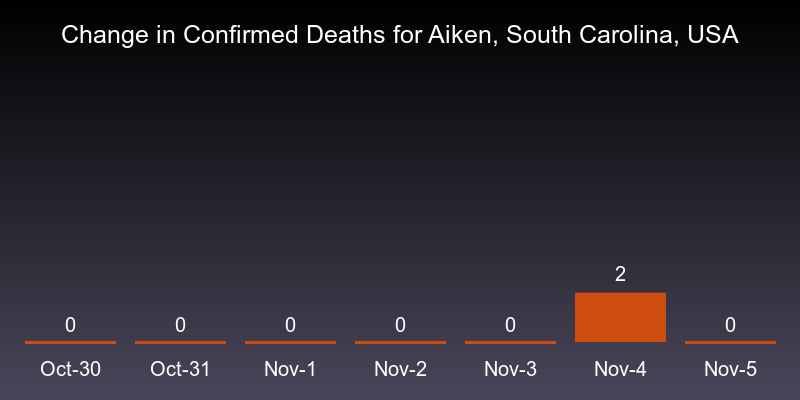 Change in Confirmed Deaths for Aiken, South Carolina, USA
2
0 0 0 0 0 0
Oct-30 Oct-31 Nov-1 Nov-2 Nov-3 Nov-4 Nov-5